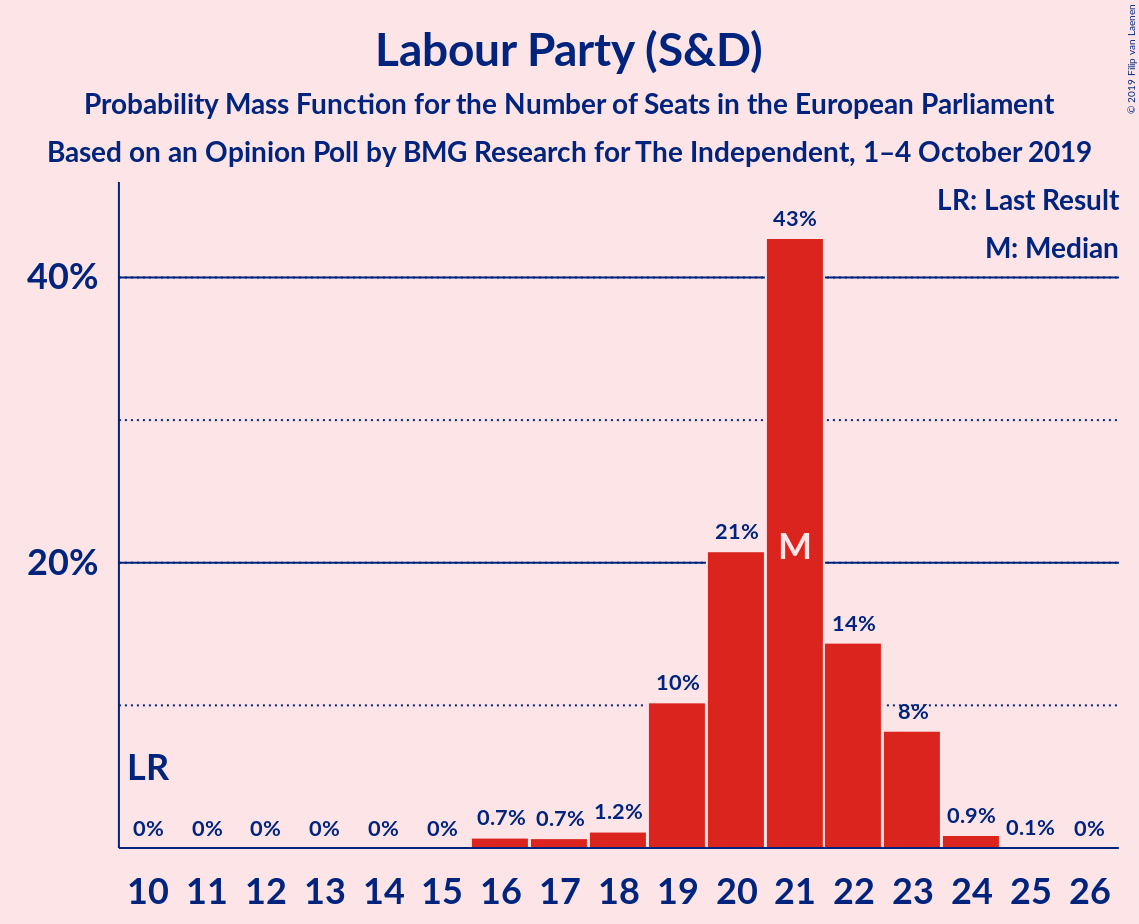 Labour Party (S&D)
Probability Mass Function for the Number of Seats in the European Parliament
Based on an Opinion Poll by BMG Research for The Independent, 1–4 October 2019
© 2019 Filip van Laenen
LR: Last Result
M: Median
40%
20%
43%
21%
M
14%
10%
8%
LR
0% 0% 0% 0% 0% 0% 0.7% 0.7% 1.2% 0.9% 0.1% 0%
10 11 12 13 14 15 16 17 18 19 20 21 22 23 24 25 26